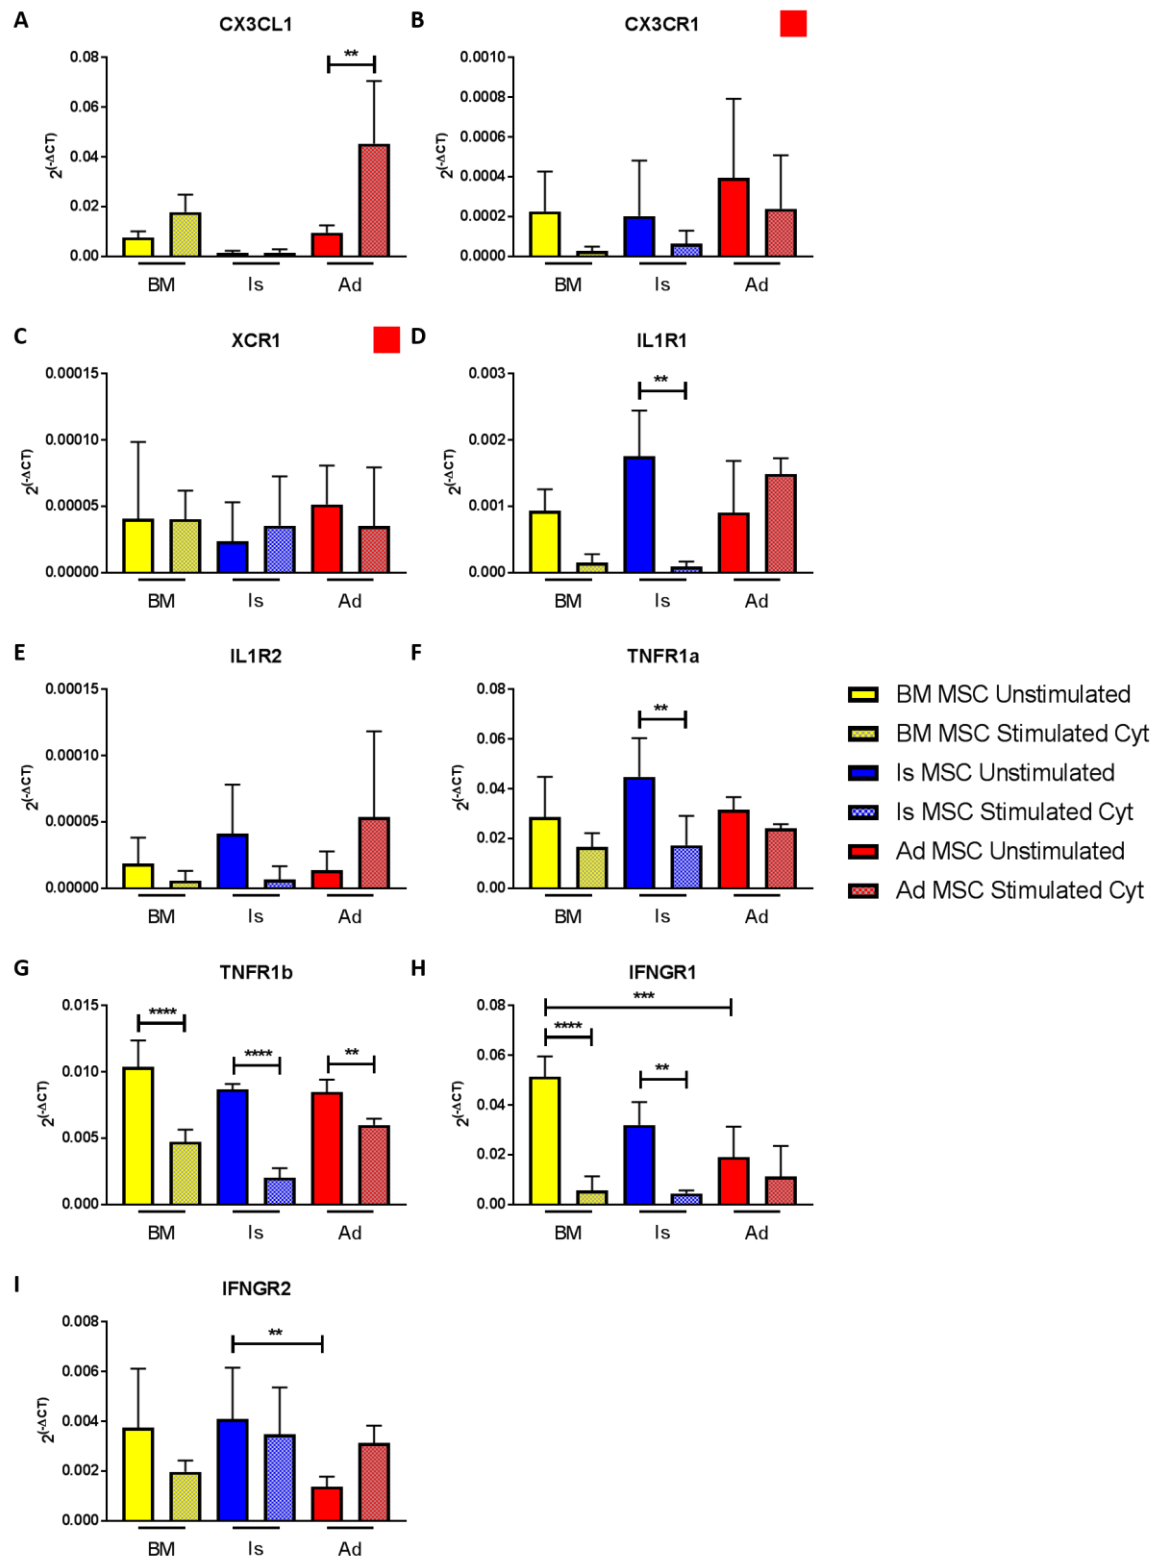 A CX3CL1
0.08
0.06
0.04
0.02
0.00
2(-ΔCT)
**
BM Is Ad
B CX3CR1
0.0010
0.0008
0.0006
0.0004
0.0002
0.0000
2(-ΔCT)
BM Is Ad
C XCR1
0.00015
0.00010
0.00005
0.00000
2(-ΔCT)
BM Is Ad
D IL1R1
0.003
0.002
0.001
0.000
2(-ΔCT)
**
BM Is Ad
E IL1R2
0.00015
0.00010
0.00005
0.00000
2(-ΔCT)
BM Is Ad
F TNFR1a
0.08
0.06
0.04
0.02
0.00
2(-ΔCT)
**
BM Is Ad
BM MSC Unstimulated
BM MSC Stimulated Cyt
Is MSC Unstimulated
Is MSC Stimulated Cyt
Ad MSC Unstimulated
Ad MSC Stimulated Cyt
G TNFR1b
0.015
0.010
0.005
0.000
2(-ΔCT)
**** **** **
BM Is Ad
H IFNGR1
0.08
0.06
0.04
0.02
0.00
2(-ΔCT)
***
**** **
BM Is Ad
I IFNGR2
0.008
0.006
0.004
0.002
0.000
2(-ΔCT)
**
BM Is Ad